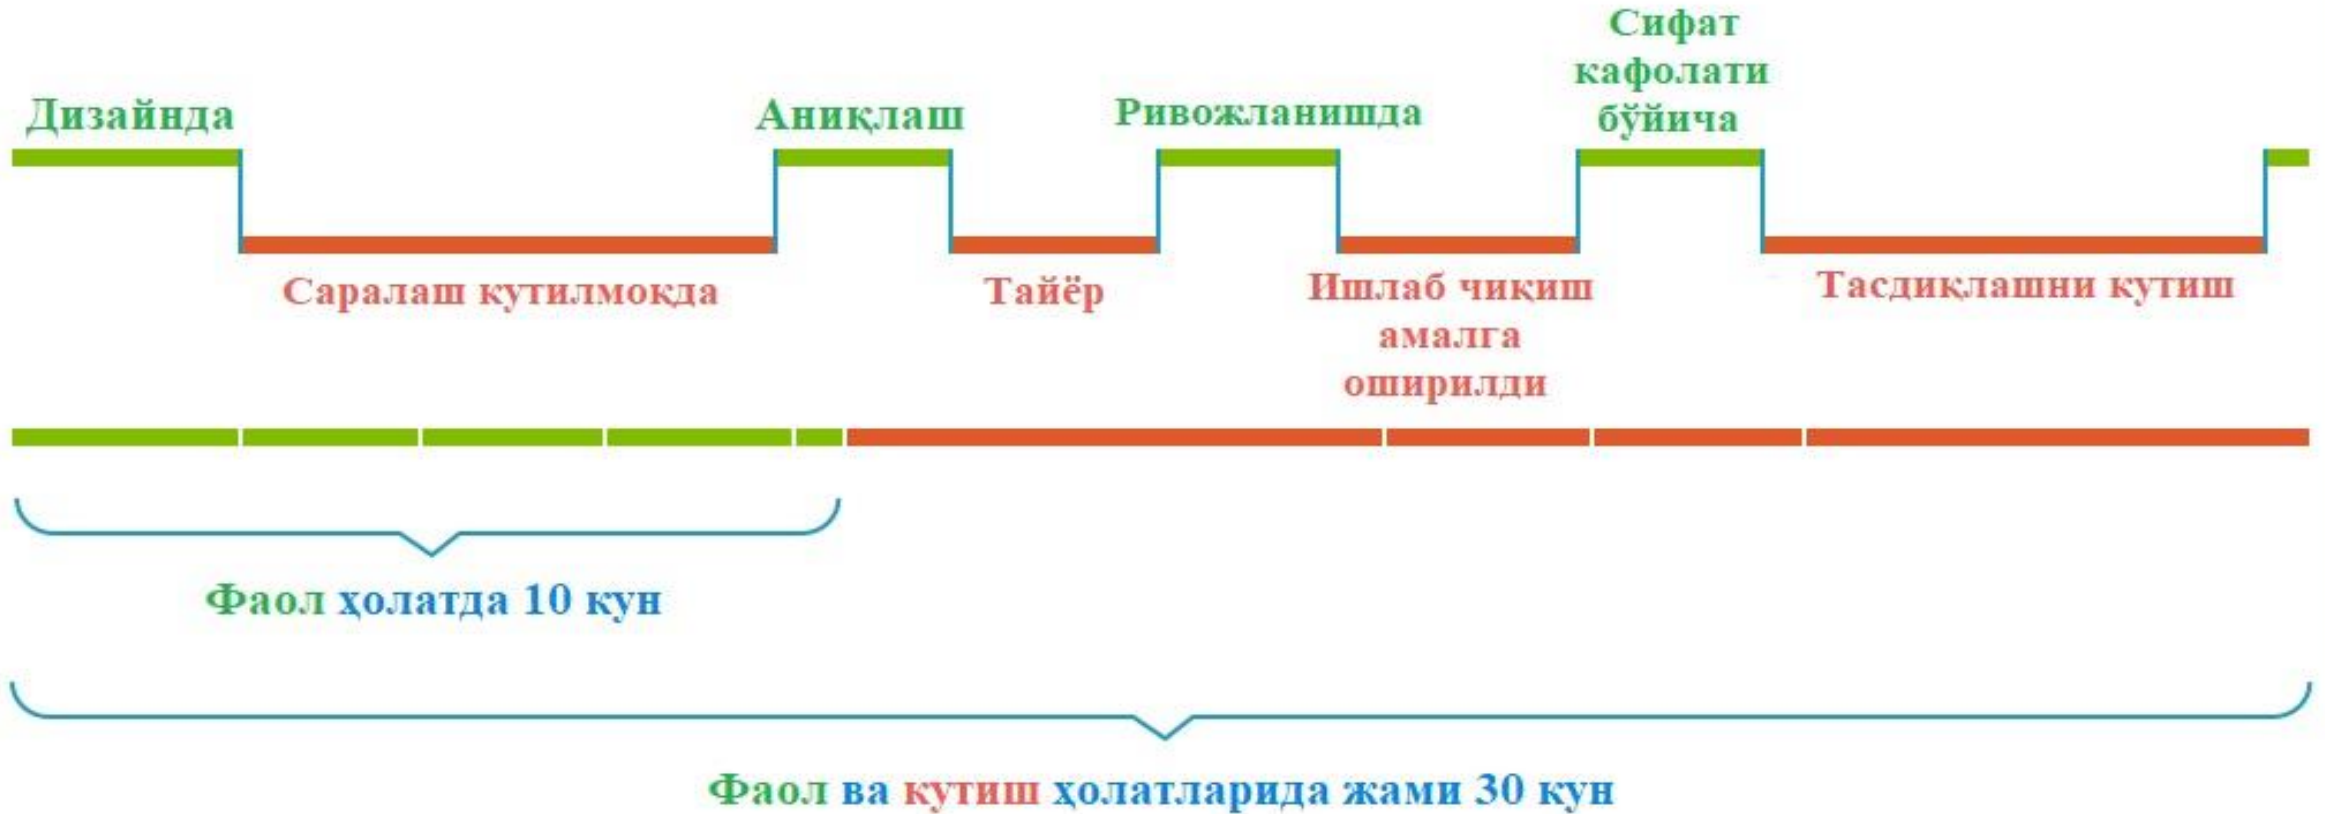 Дизайнда
Аниқлаш
Ривожланишда
Сифат
кафолати
бўйича
Саралаш кутилмоқда
Тайёр
Ишлаб чиқиш
амалга
оширилди
Тасдиқлашни кутиш
Фаол ҳолатда 10 кун
Фаол ва кутиш ҳолатларида жами 30 кун